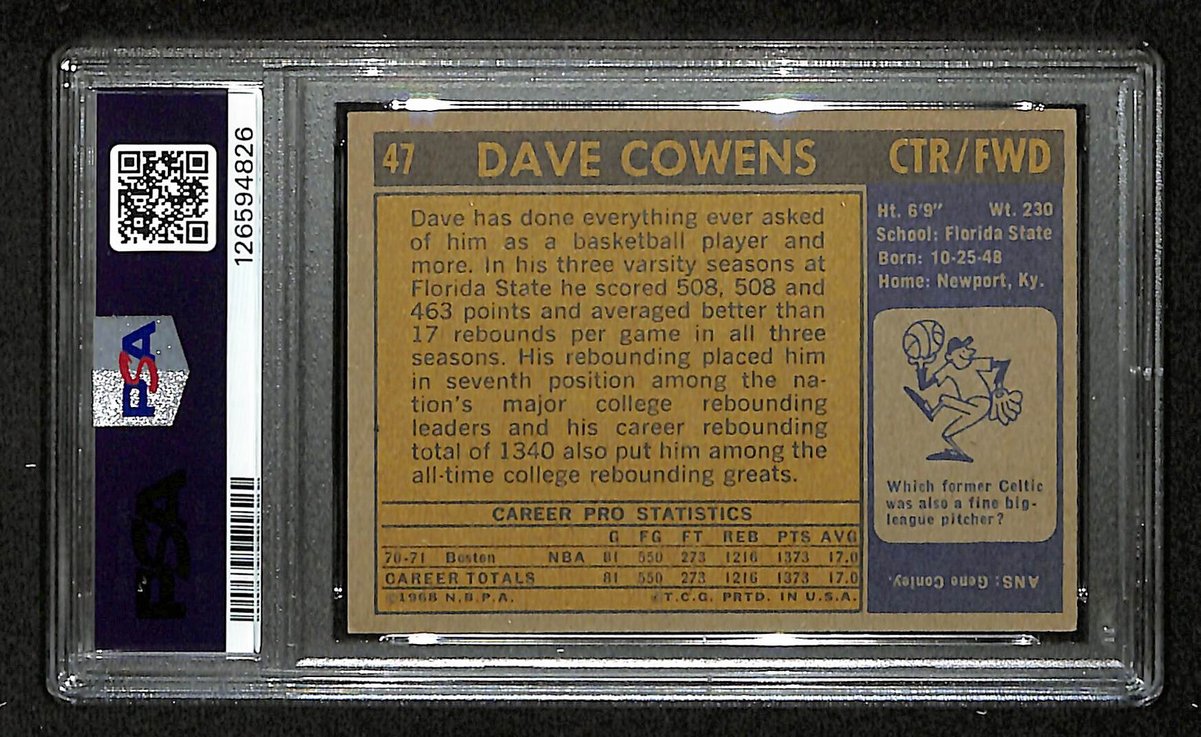 126594826
PSA
PSA
47 DAVE COWENS CTR/FWD
Dave has done everything ever asked
of him as a basketball player and
more. In his three varsity seasons at
Florida State he scored 508, 508 and
463 points and averaged better than
17 rebounds per game in all three
seasons. His rebounding placed him
in seventh position among the na-
tion's major college rebounding
leaders and his career rebounding
total of 1340 also put him among the
all-time college rebounding greats.
CAREER PRO STATISTICS
G FG FT REB PTS AVG
70-71 Boston NBA 81 550 273 1216 1373 17.0
CAREER TOTALS 81 550 273 1216 1373 17.0
©1968 N.B.P.A. ©T.C.G. PRTD. IN U.S.A.
Ht. 6'9" Wt. 230
School: Florida State
Born: 10-25-48
Home: Newport, Ky.
Which former Celtic
was also a fine big-
league pitcher?
ANS: Gene Conley.